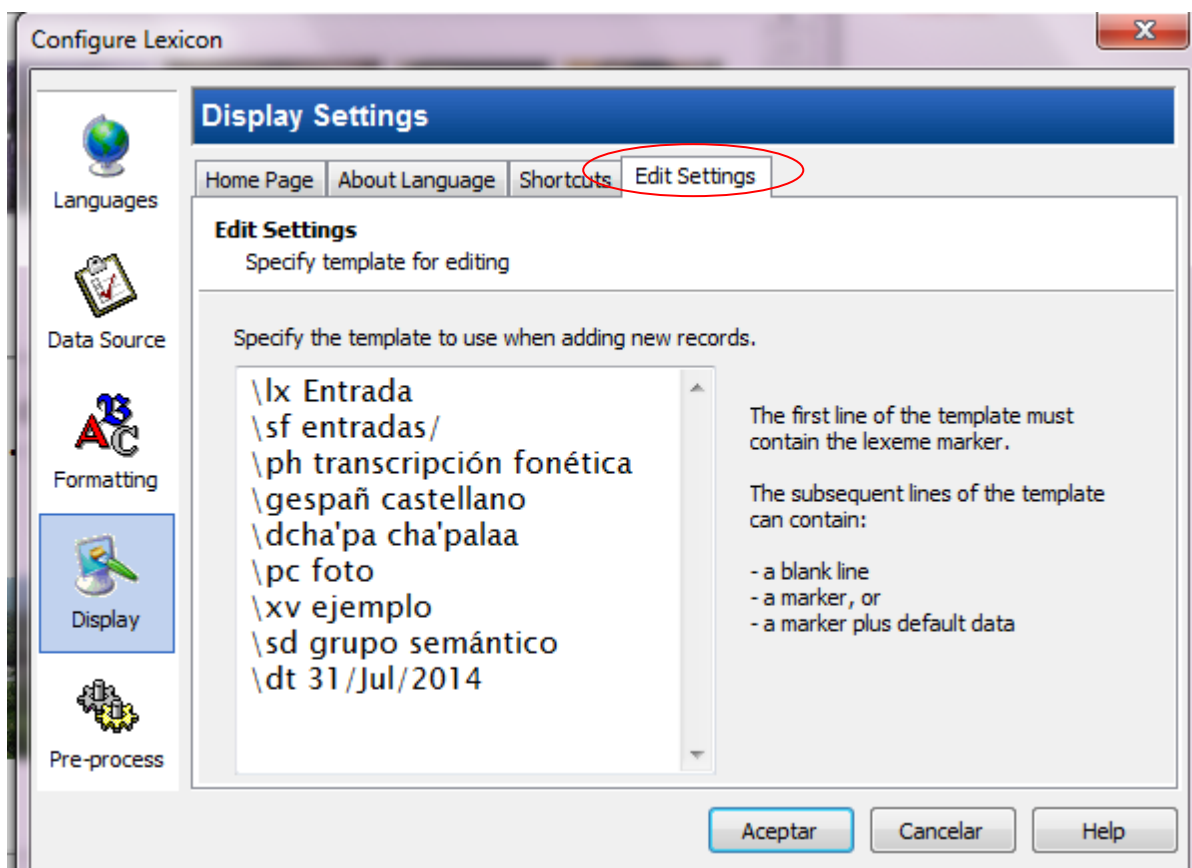 Configure Lexicon
Display Settings
Home Page
About Language
Shortcuts
Edit Settings
Languages
Data Source
Formatting
Display
Pre-process
Edit Settings
Specify template for editing
Specify the template to use when adding new records.
\lx Entrada
\sf entradas/
\ph transcripción fonética
\gespañ castellano
\dcha'pa cha'palaa
\pc foto
\xv ejemplo
\sd grupo semántico
\dt 31/Jul/2014
The first line of the template must
contain the lexeme marker.
The subsequent lines of the template
can contain:
- a blank line
- a marker, or
- a marker plus default data
Aceptar
Cancelar
Help